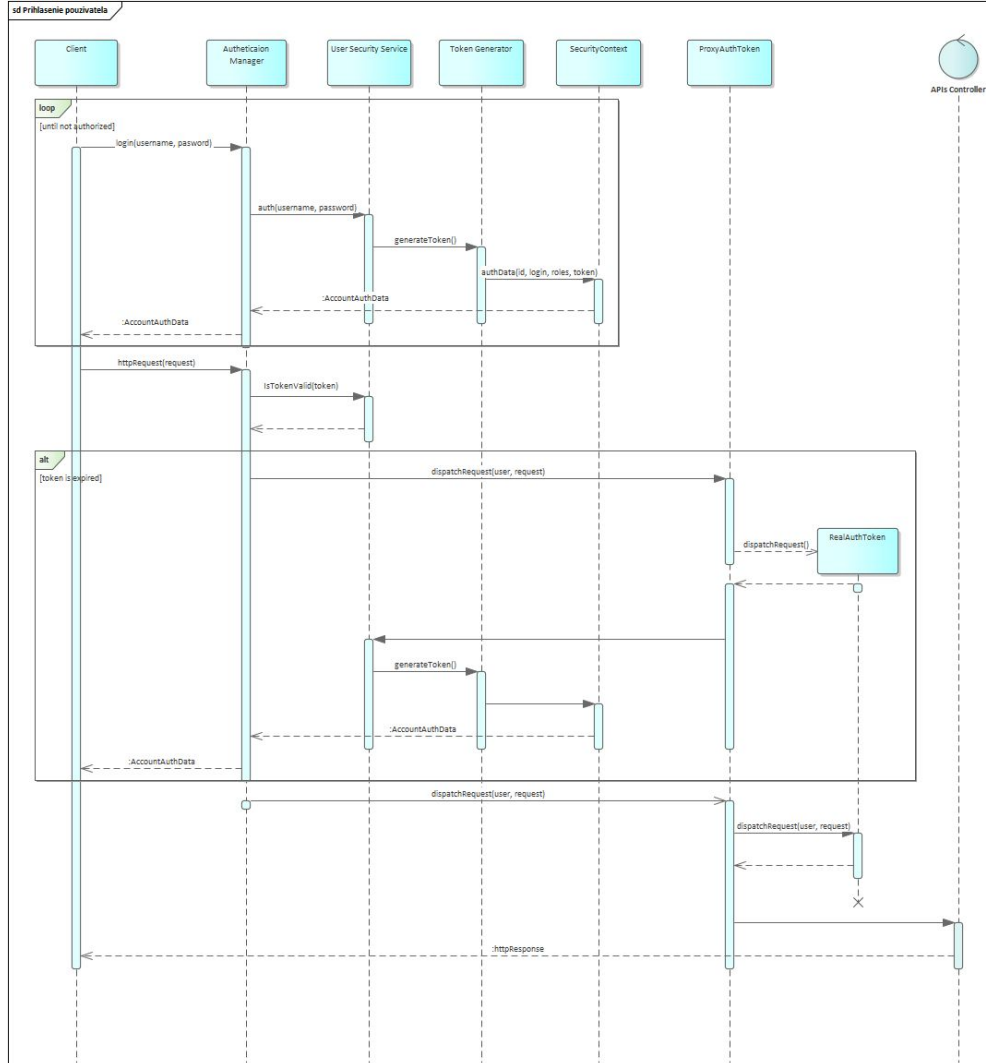 sd Prihlasenie pouzivatela
Client
Autheticaion
Manager
User Security Service
Token Generator
SecurityContext
ProxyAuthToken
APIs Controller
loop
[until not authorized]
login(username, pasword)
auth(username, password)
generateToken()
authData(id, login, roles, token)
:AccountAuthData
:AccountAuthData
httpRequest(request)
IsTokenValid(token)
alt
[token is expired]
dispatchRequest(user, request)
RealAuthToken
dispatchRequest()
generateToken()
:AccountAuthData
:AccountAuthData
dispatchRequest(user, request)
dispatchRequest(user, request)
:httpResponse